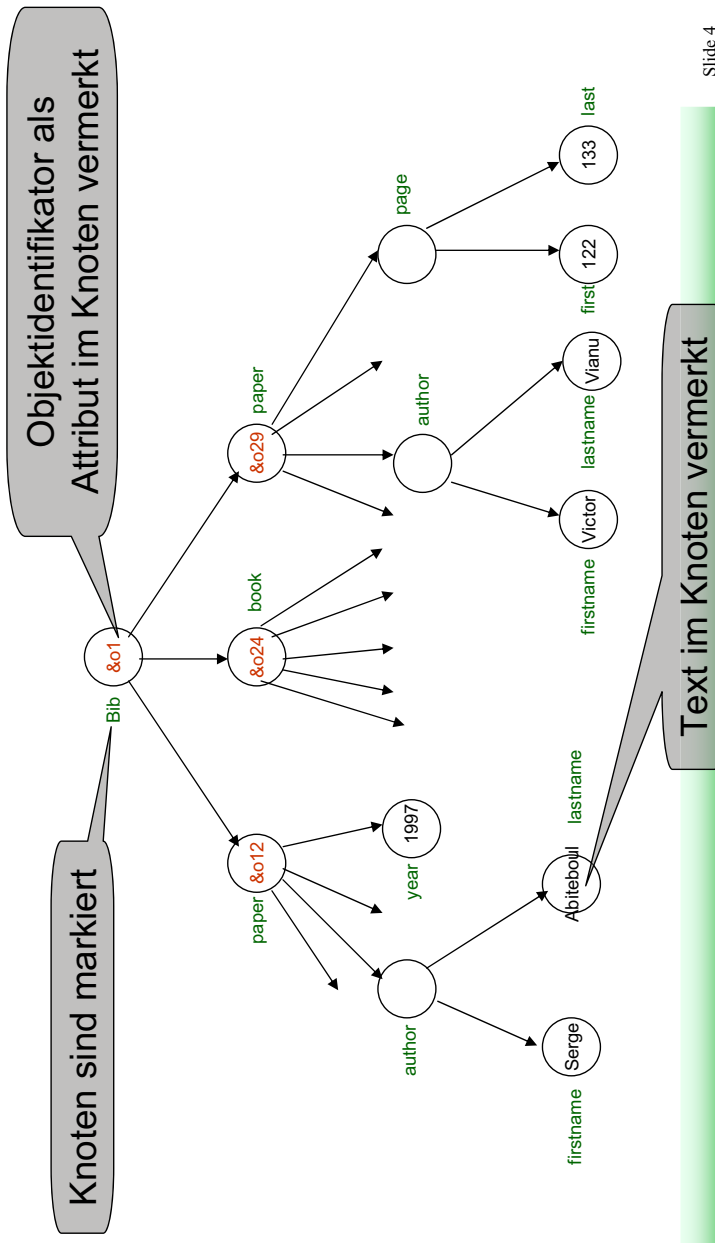 Knoten sind markiert
Objektidentifikator als
Attribut im Knoten vermerkt
Bib
&o1
paper
&o12
&o24
book
&o29
paper
author
year
1997
author
page
firstname
Serge
Abiteboul
lastname
firstname
Victor
lastname
Vianu
first
122
133
last
Text im Knoten vermerkt
Slide 4